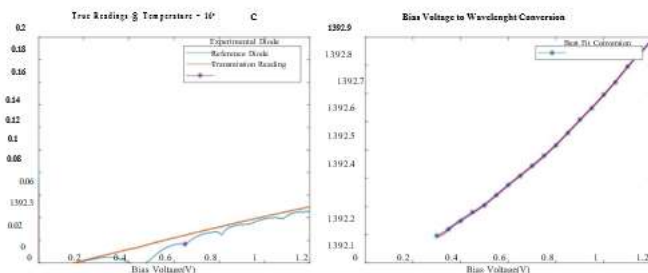 True Readings @ Temperature - 16° C
0.2
0.18
0.16
0.14
0.12
0.1
0.08
0.06
1392.3
0.02
0
Experimental Diode
Reference Diode
Transmission Reading
0.2 0.4 0.6 0.8 1 1.2
Bias Voltage(V)
Bias Voltage to Wavelenght Conversion
1392.9
1392.8
1392.7
1392.6
1392.5
1392.4
1392.2
1392.1
Best Fit Conversion
0.2 0.4 0.6 0.8 1 1.2
Bias Voltage(V)